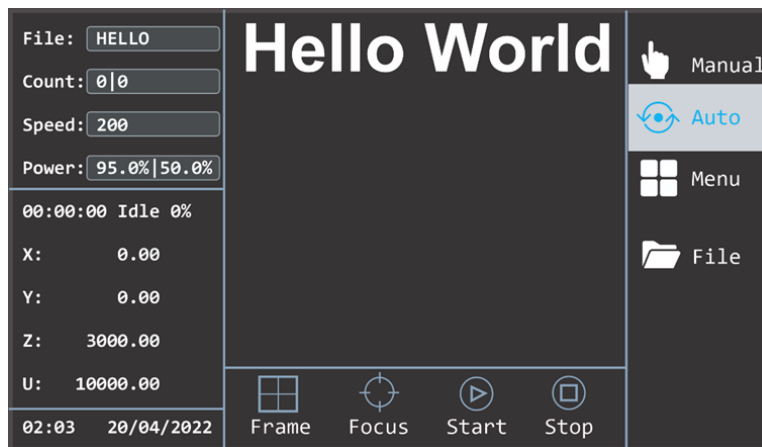 File: HELLO
Count: 0|0
Speed: 200
Power: 95.0%|50.0%
00:00:00 Idle 0%
X: 0.00
Y: 0.00
Z: 3000.00
U: 10000.00
02:03 20/04/2022
Hello World
Frame Focus Start Stop
Manual
Auto
Menu
File